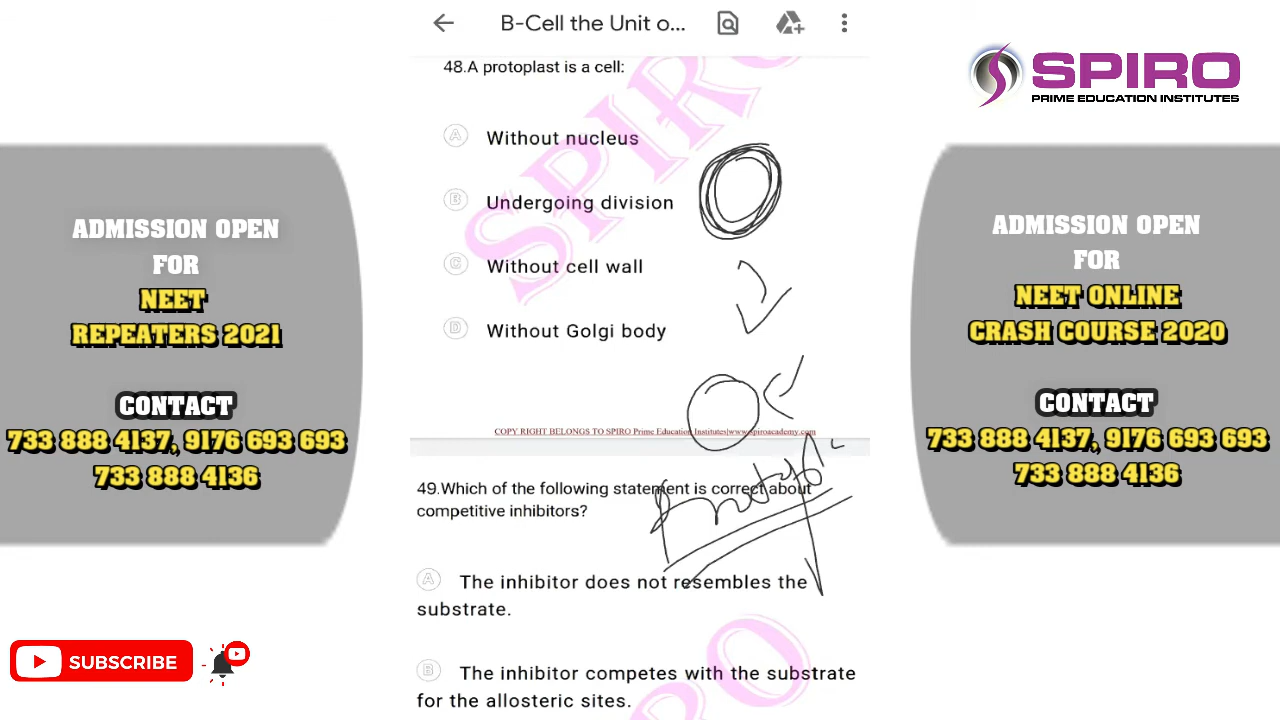 B-Cell the Unit o...
SPIRO
PRIME EDUCATION INSTITUTES
48.A protoplast is a cell:
A Without nucleus
B Undergoing division
C Without cell wall
D Without Golgi body
COPY RIGHT BELONGS TO SPIRO Prime Education Institutes|www.spiroacademy.com
49.Which of the following statement is correct about
competitive inhibitors?
A The inhibitor does not resembles the
substrate.
B The inhibitor competes with the substrate
for the allosteric sites.
SPIRO
ADMISSION OPEN
FOR
NEET
REPEATERS 2021
CONTACT
733 888 4137, 9176 693 693
733 888 4136
ADMISSION OPEN
FOR
NEET ONLINE
CRASH COURSE 2020
CONTACT
733 888 4137, 9176 693 693
733 888 4136
SUBSCRIBE